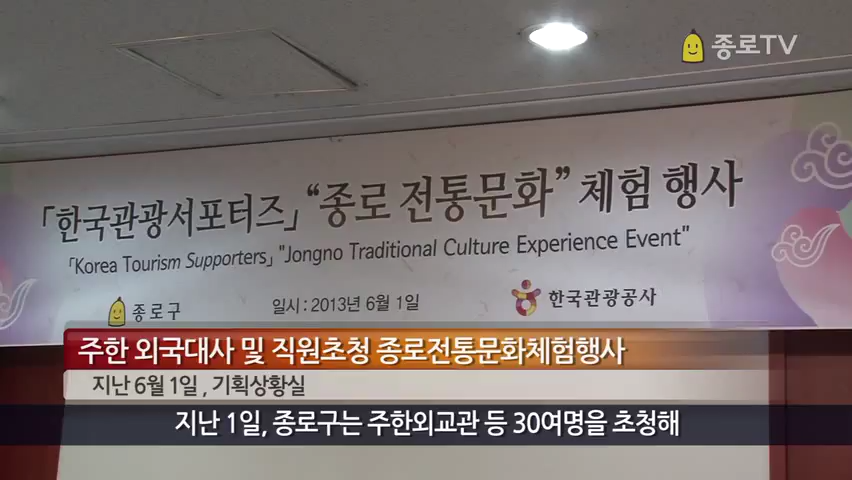 종로TV
「한국관광서포터즈」 “종로 전통문화” 체험 행사
「Korea Tourism Supporters」 "Jongno Traditional Culture Experience Event"
종로구 일시 : 2013년 6월 1일 한국관광공사
주한 외국대사 및 직원초청 종로전통문화체험행사
지난 6월 1일 , 기획상황실
지난 1일, 종로구는 주한외교관 등 30여명을 초청해